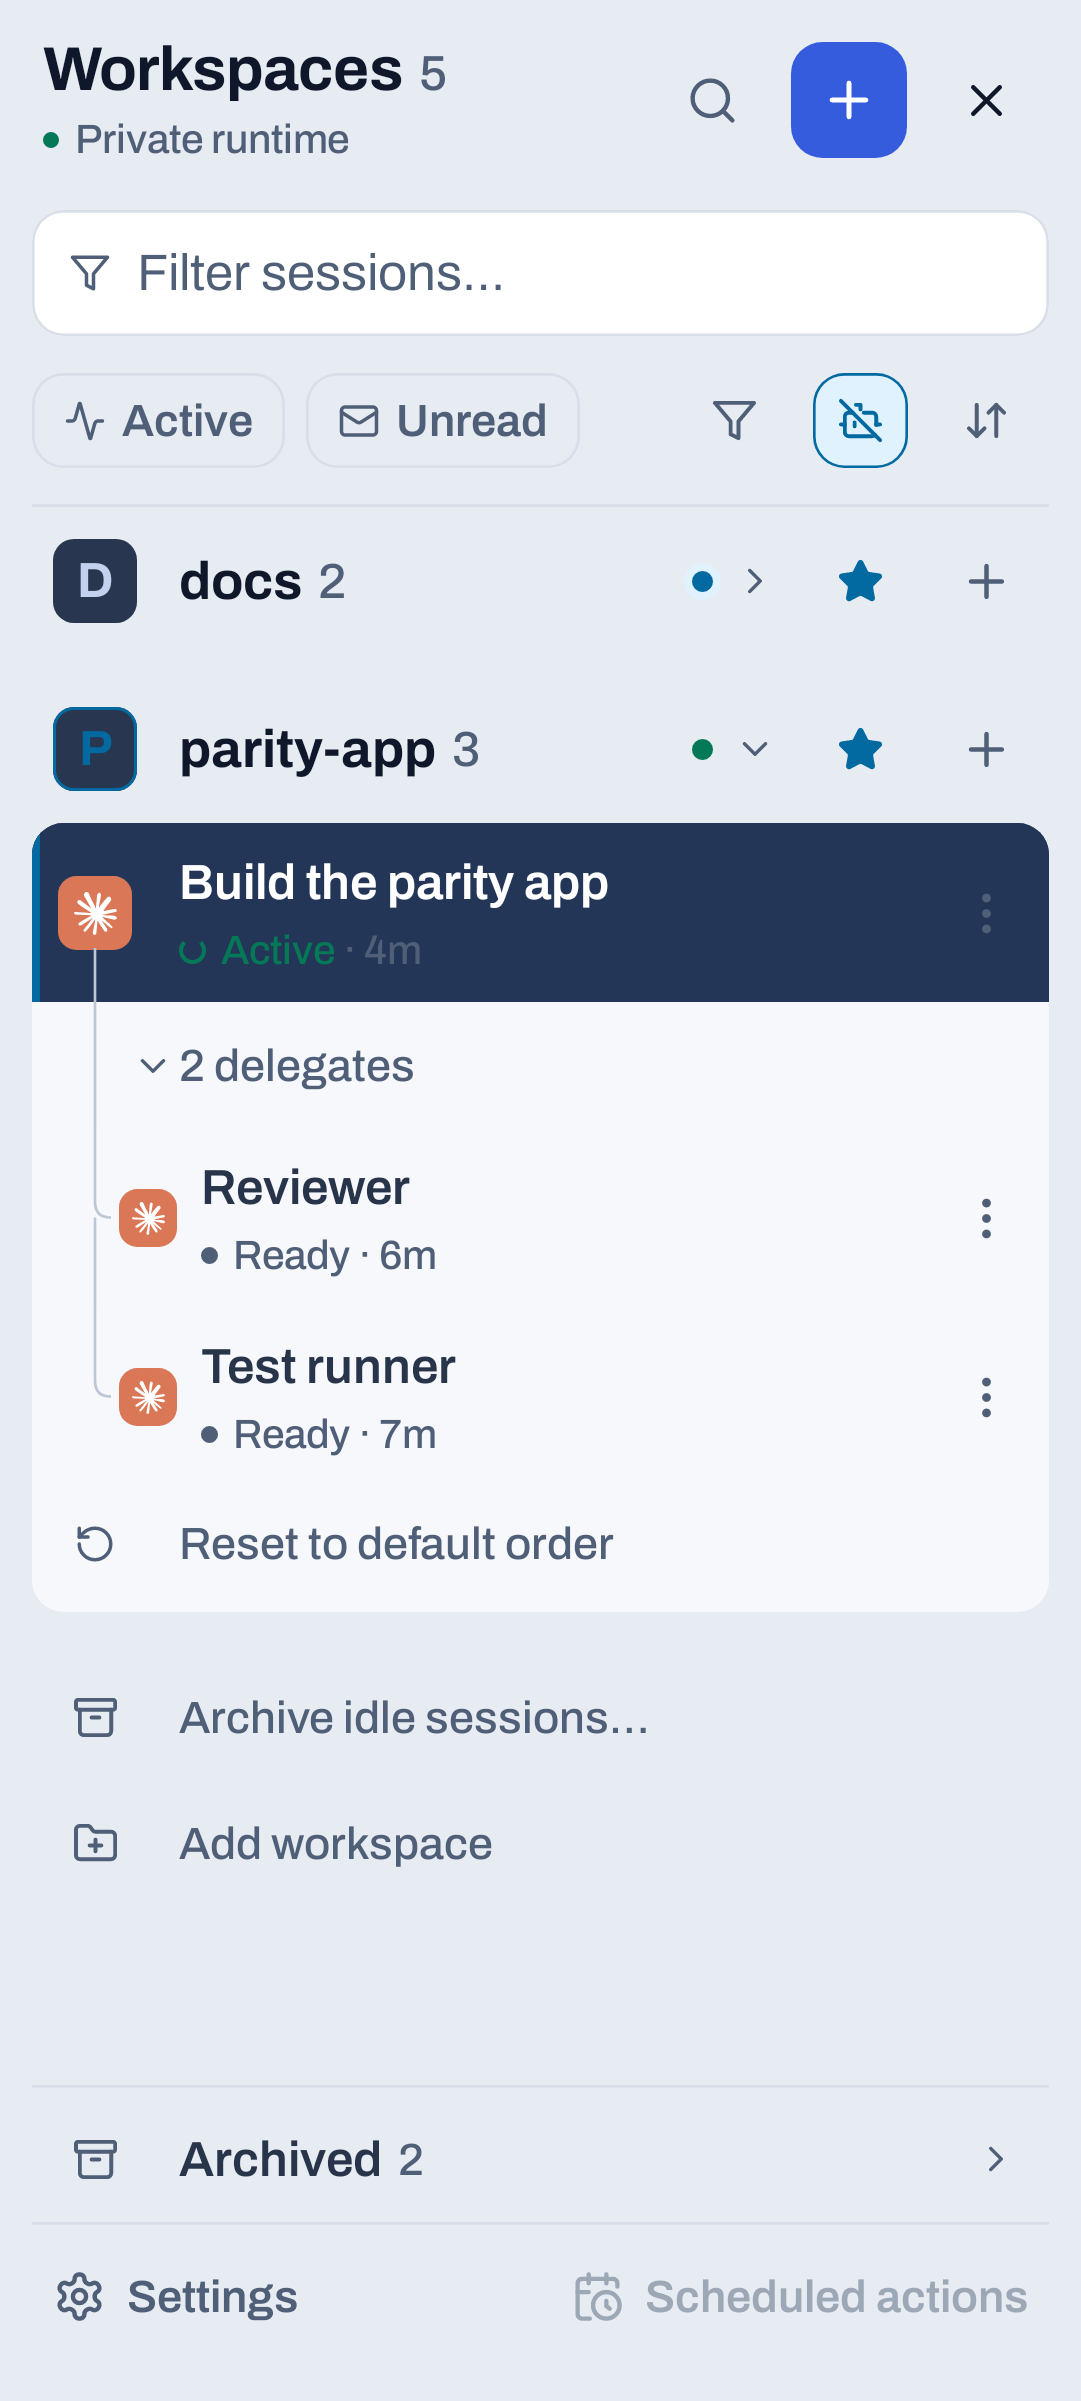 Workspaces 5
Private runtime
Filter sessions...
Active
Unread
D docs 2
P parity-app 3
Build the parity app
Active · 4m
2 delegates
Reviewer
Ready · 6m
Test runner
Ready · 7m
Reset to default order
Archive idle sessions...
Add workspace
Archived 2
Settings
Scheduled actions